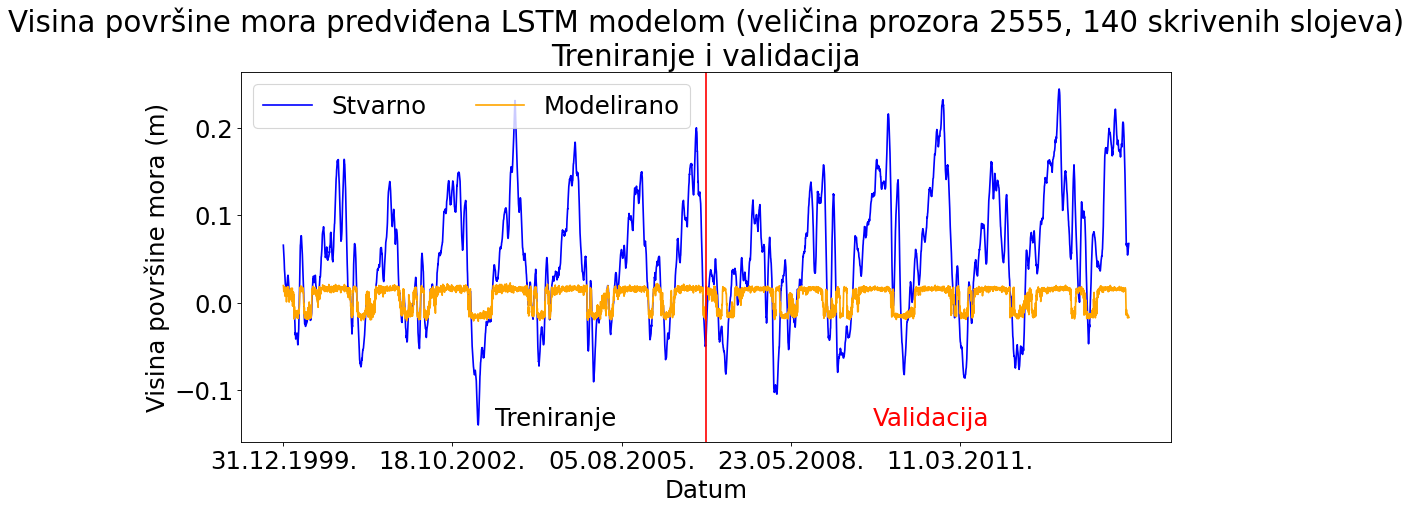 Visina površine mora predviđena LSTM modelom (veličina prozora 2555, 140 skrivenih slojeva)
Treniranje i validacija
Stvarno
Modelirano
Visina površine mora (m)
0.2
0.1
0.0
−0.1
Treniranje
Validacija
31.12.1999.
18.10.2002.
05.08.2005.
23.05.2008.
11.03.2011.
Datum